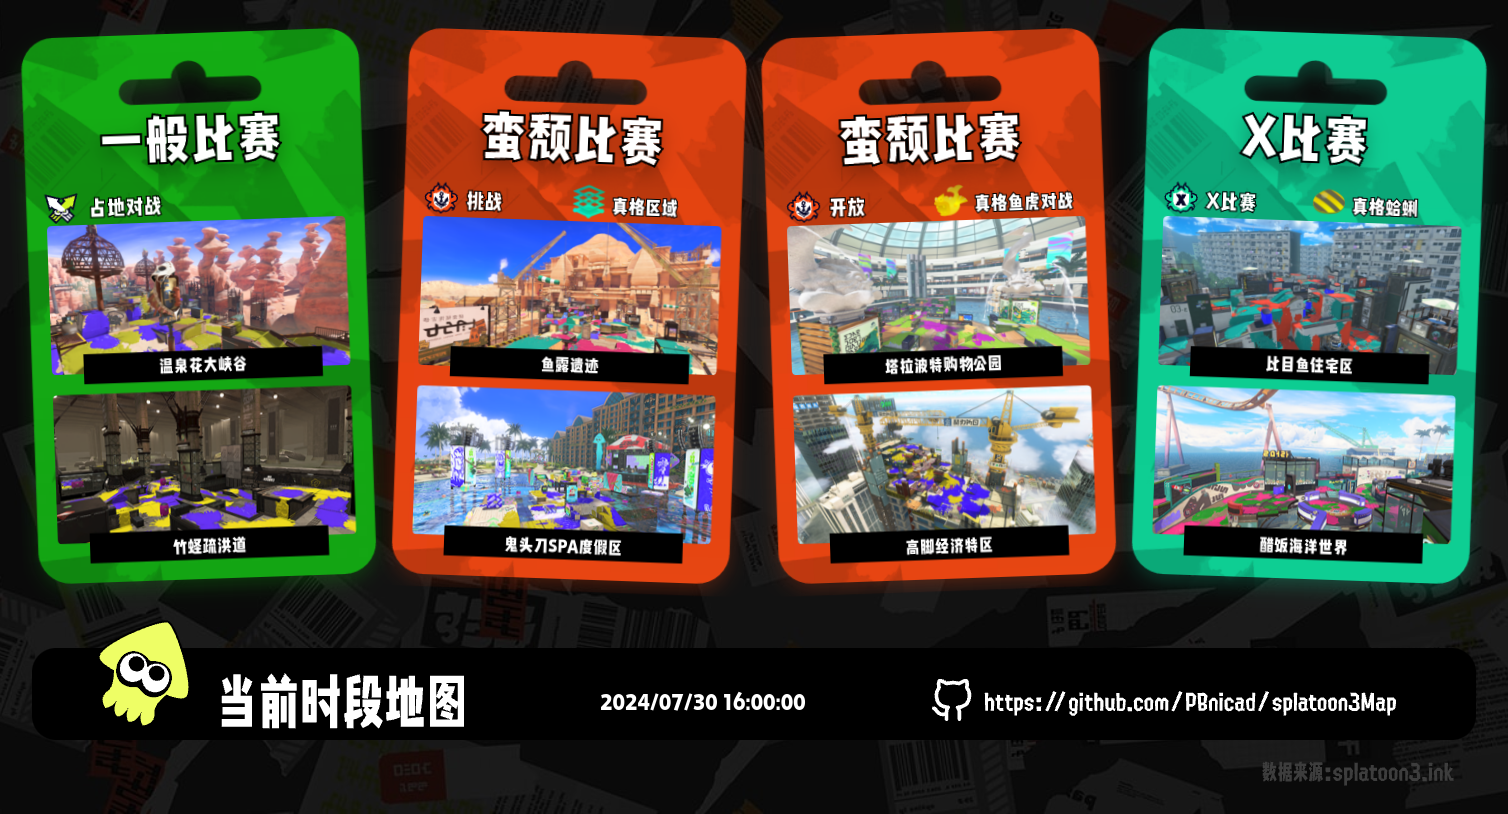 一般比赛
占地对战
温泉花大峡谷
竹蛏疏洪道
蛮颓比赛
挑战
真格区域
鱼露遗迹
鬼头刀SPA度假区
蛮颓比赛
开放
真格鱼虎对战
塔拉波特购物公园
高脚经济特区
X比赛
X比赛
真格蛤蜊
比目鱼住宅区
醋饭海洋世界
当前时段地图
2024/07/30 16:00:00
https://github.com/PBnicad/splatoon3Map
数据来源:splatoon3.ink